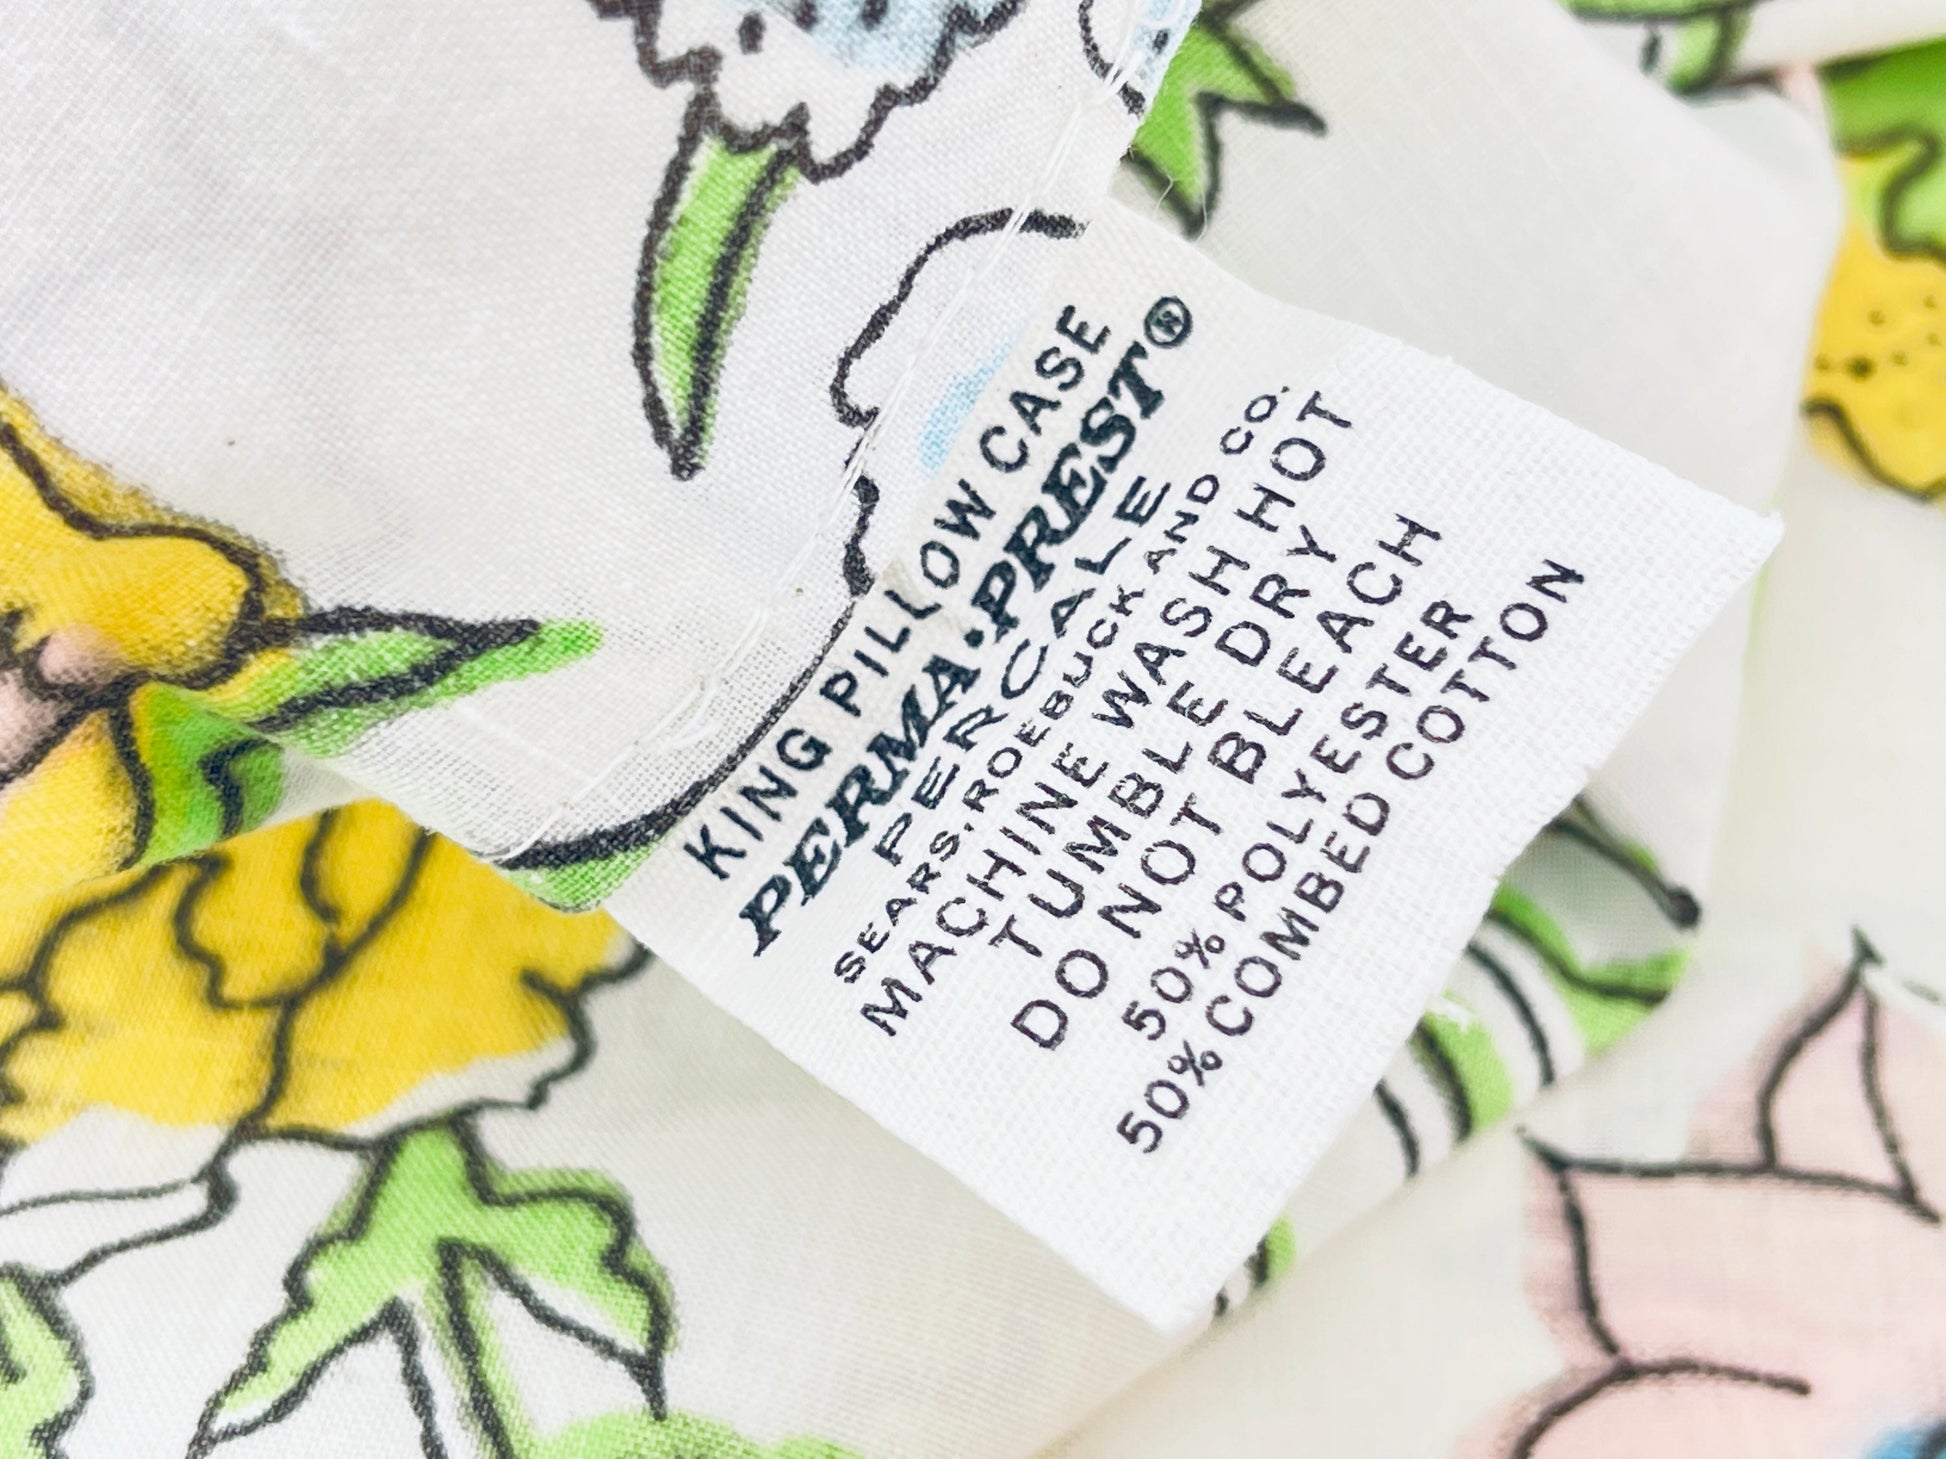 KING PILLOW CASE
PERMA·PREST®
PERCALE
SEARS, ROEBUCK AND CO.
MACHINE WASH HOT
TUMBLE DRY
DO NOT BLEACH
50% POLYESTER
50% COMBED COTTON